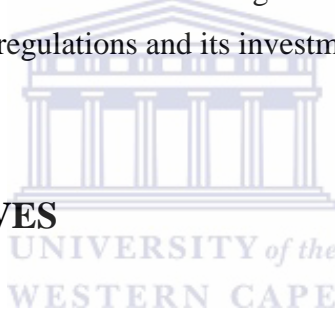 regulations and its investm
VES
UNIVERSITY of the
WESTERN CAPE